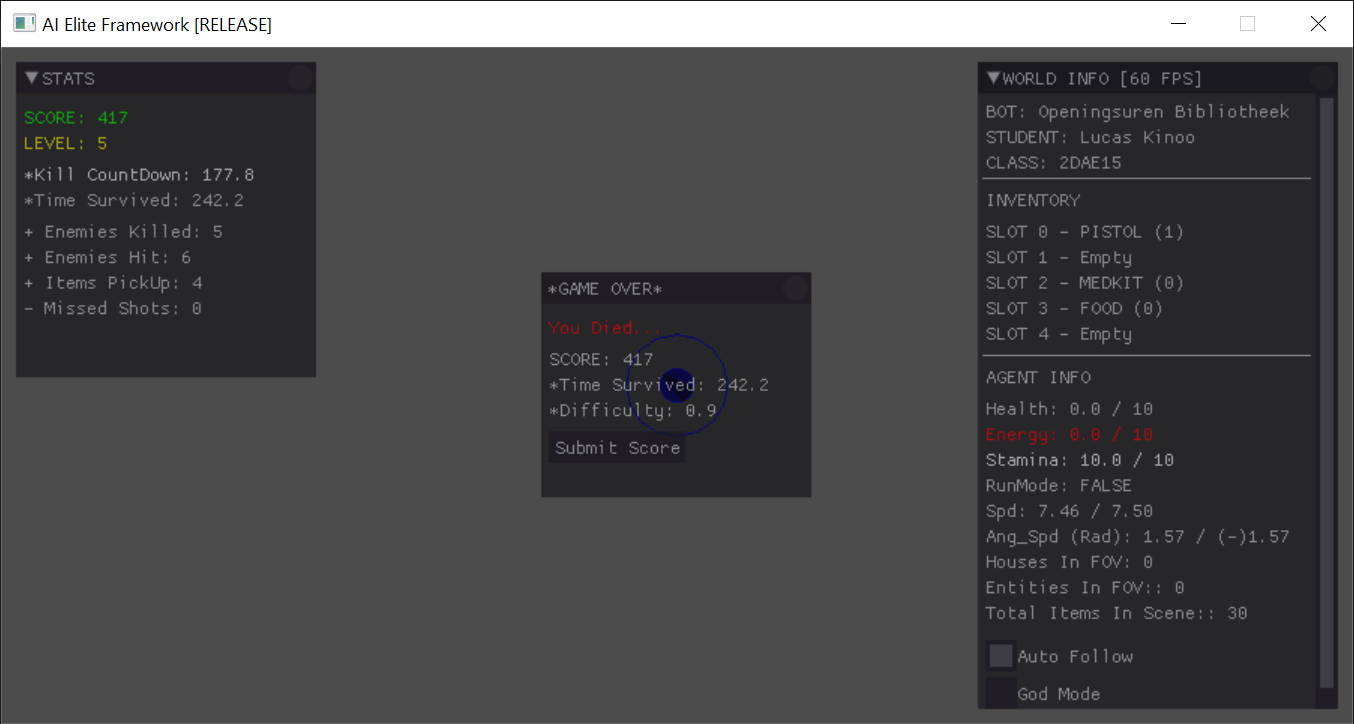 AI Elite Framework [RELEASE]
STATS
SCORE: 417
LEVEL: 5
*Kill CountDown: 177.8
*Time Survived: 242.2
+ Enemies Killed: 5
+ Enemies Hit: 6
+ Items PickUp: 4
- Missed Shots: 0
*GAME OVER*
You Died...
SCORE: 417
*Time Survived: 242.2
*Difficulty: 0.9
Submit Score
WORLD INFO [60 FPS]
BOT: Openingsuren Bibliotheek
STUDENT: Lucas Kinoo
CLASS: 2DAE15
INVENTORY
SLOT 0 - PISTOL (1)
SLOT 1 - Empty
SLOT 2 - MEDKIT (0)
SLOT 3 - FOOD (0)
SLOT 4 - Empty
AGENT INFO
Health: 0.0 / 10
Energy: 0.0 / 10
Stamina: 10.0 / 10
RunMode: FALSE
Spd: 7.46 / 7.50
Ang_Spd (Rad): 1.57 / (-)1.57
Houses In FOV: 0
Entities In FOV:: 0
Total Items In Scene:: 30
Auto Follow
God Mode